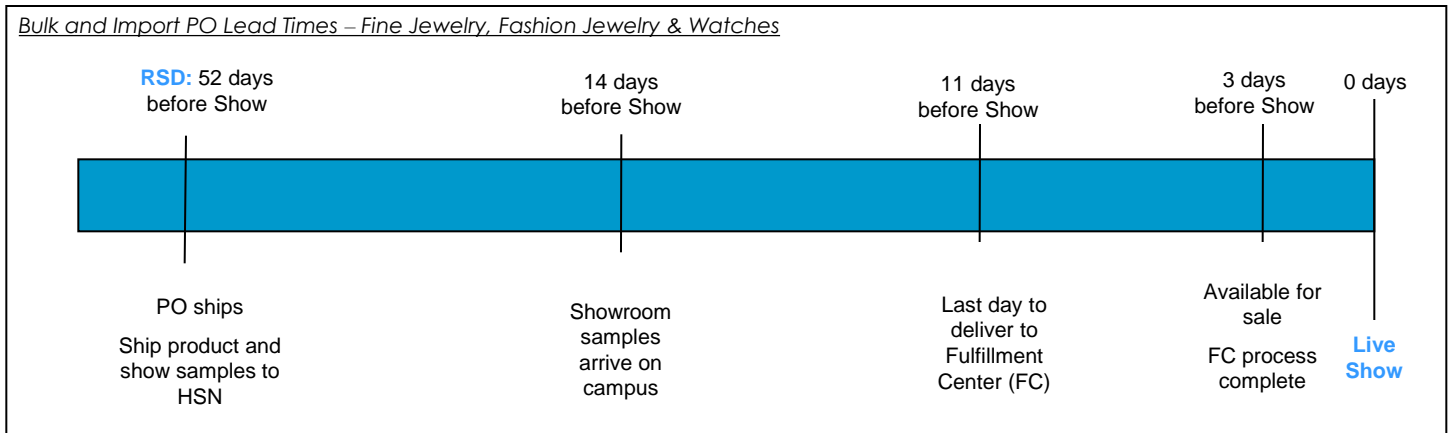 Bulk and Import PO Lead Times – Fine Jewelry, Fashion Jewelry & Watches
RSD: 52 days
before Show
14 days
before Show
11 days
before Show
3 days
before Show
0 days
PO ships
Ship product and
show samples to
HSN
Showroom
samples
arrive on
campus
Last day to
deliver to
Fulfillment
Center (FC)
Available for
sale
FC process
complete
Live
Show